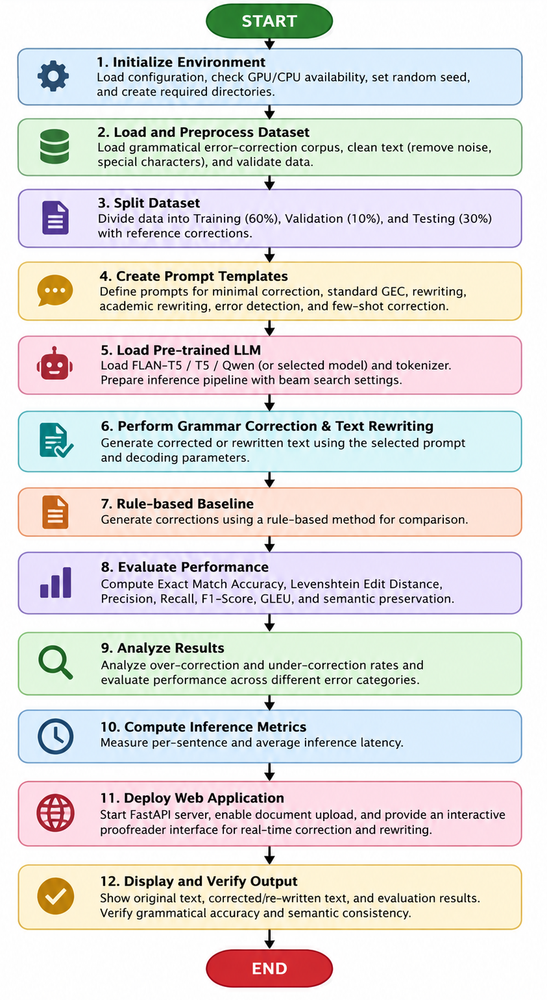 START
1. Initialize Environment
Load configuration, check GPU/CPU availability, set random seed,
and create required directories.
2. Load and Preprocess Dataset
Load grammatical error-correction corpus, clean text (remove noise,
special characters), and validate data.
3. Split Dataset
Divide data into Training (60%), Validation (10%), and Testing (30%)
with reference corrections.
4. Create Prompt Templates
Define prompts for minimal correction, standard GEC, rewriting,
academic rewriting, error detection, and few-shot correction.
5. Load Pre-trained LLM
Load FLAN-T5 / T5 / Qwen (or selected model) and tokenizer.
Prepare inference pipeline with beam search settings.
6. Perform Grammar Correction & Text Rewriting
Generate corrected or rewritten text using the selected prompt
and decoding parameters.
7. Rule-based Baseline
Generate corrections using a rule-based method for comparison.
8. Evaluate Performance
Compute Exact Match Accuracy, Levenshtein Edit Distance,
Precision, Recall, F1-Score, GLEU, and semantic preservation.
9. Analyze Results
Analyze over-correction and under-correction rates and
evaluate performance across different error categories.
10. Compute Inference Metrics
Measure per-sentence and average inference latency.
11. Deploy Web Application
Start FastAPI server, enable document upload, and provide an interactive
proofreader interface for real-time correction and rewriting.
12. Display and Verify Output
Show original text, corrected/re-written text, and evaluation results.
Verify grammatical accuracy and semantic consistency.
END